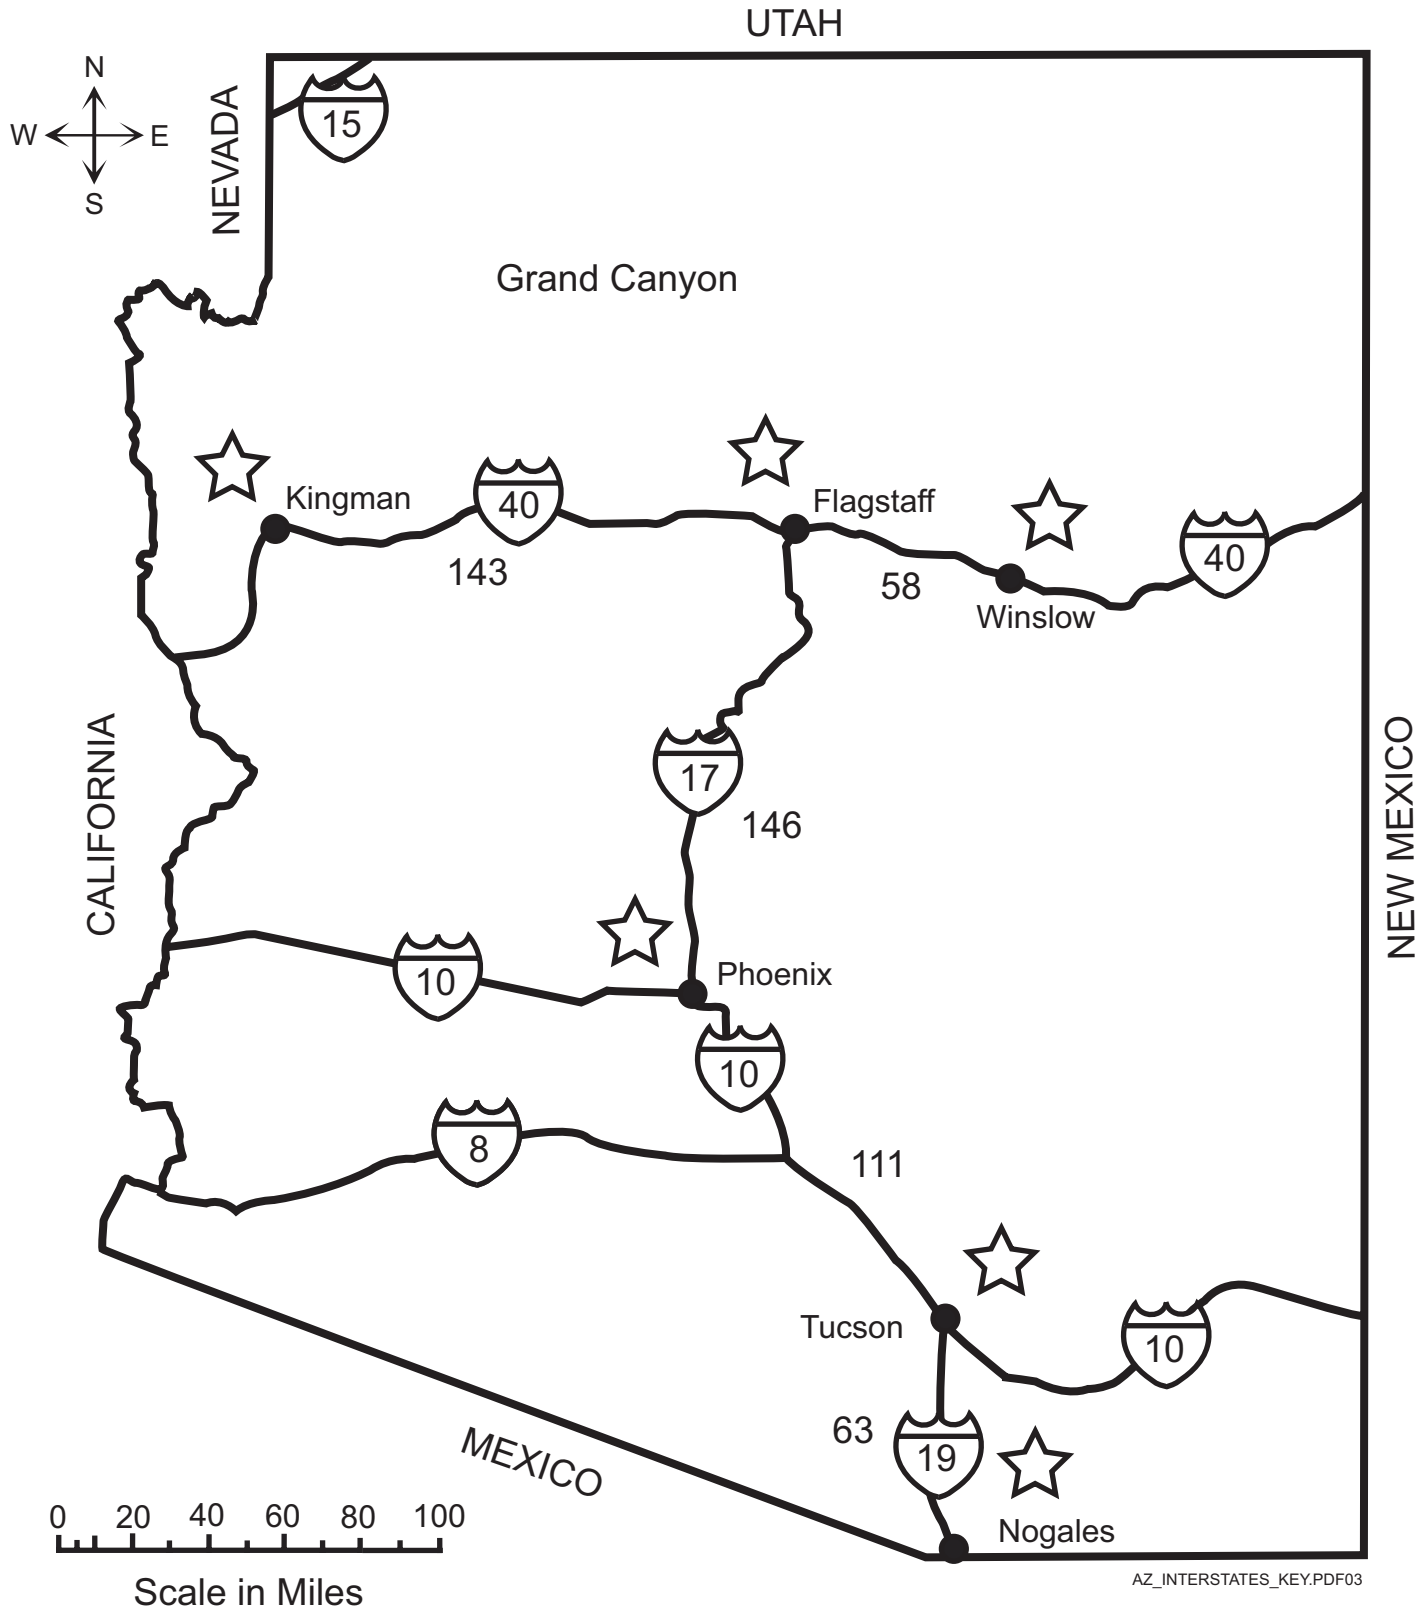 UTAH
N
W E
S
NEVADA
15
Grand Canyon
Kingman
40
143
Flagstaff
58
Winslow
40
CALIFORNIA
17
146
NEW MEXICO
10
Phoenix
10
8
111
Tucson
10
63
19
MEXICO
Nogales
0 20 40 60 80 100
Scale in Miles
AZ_INTERSTATES_KEY.PDF03